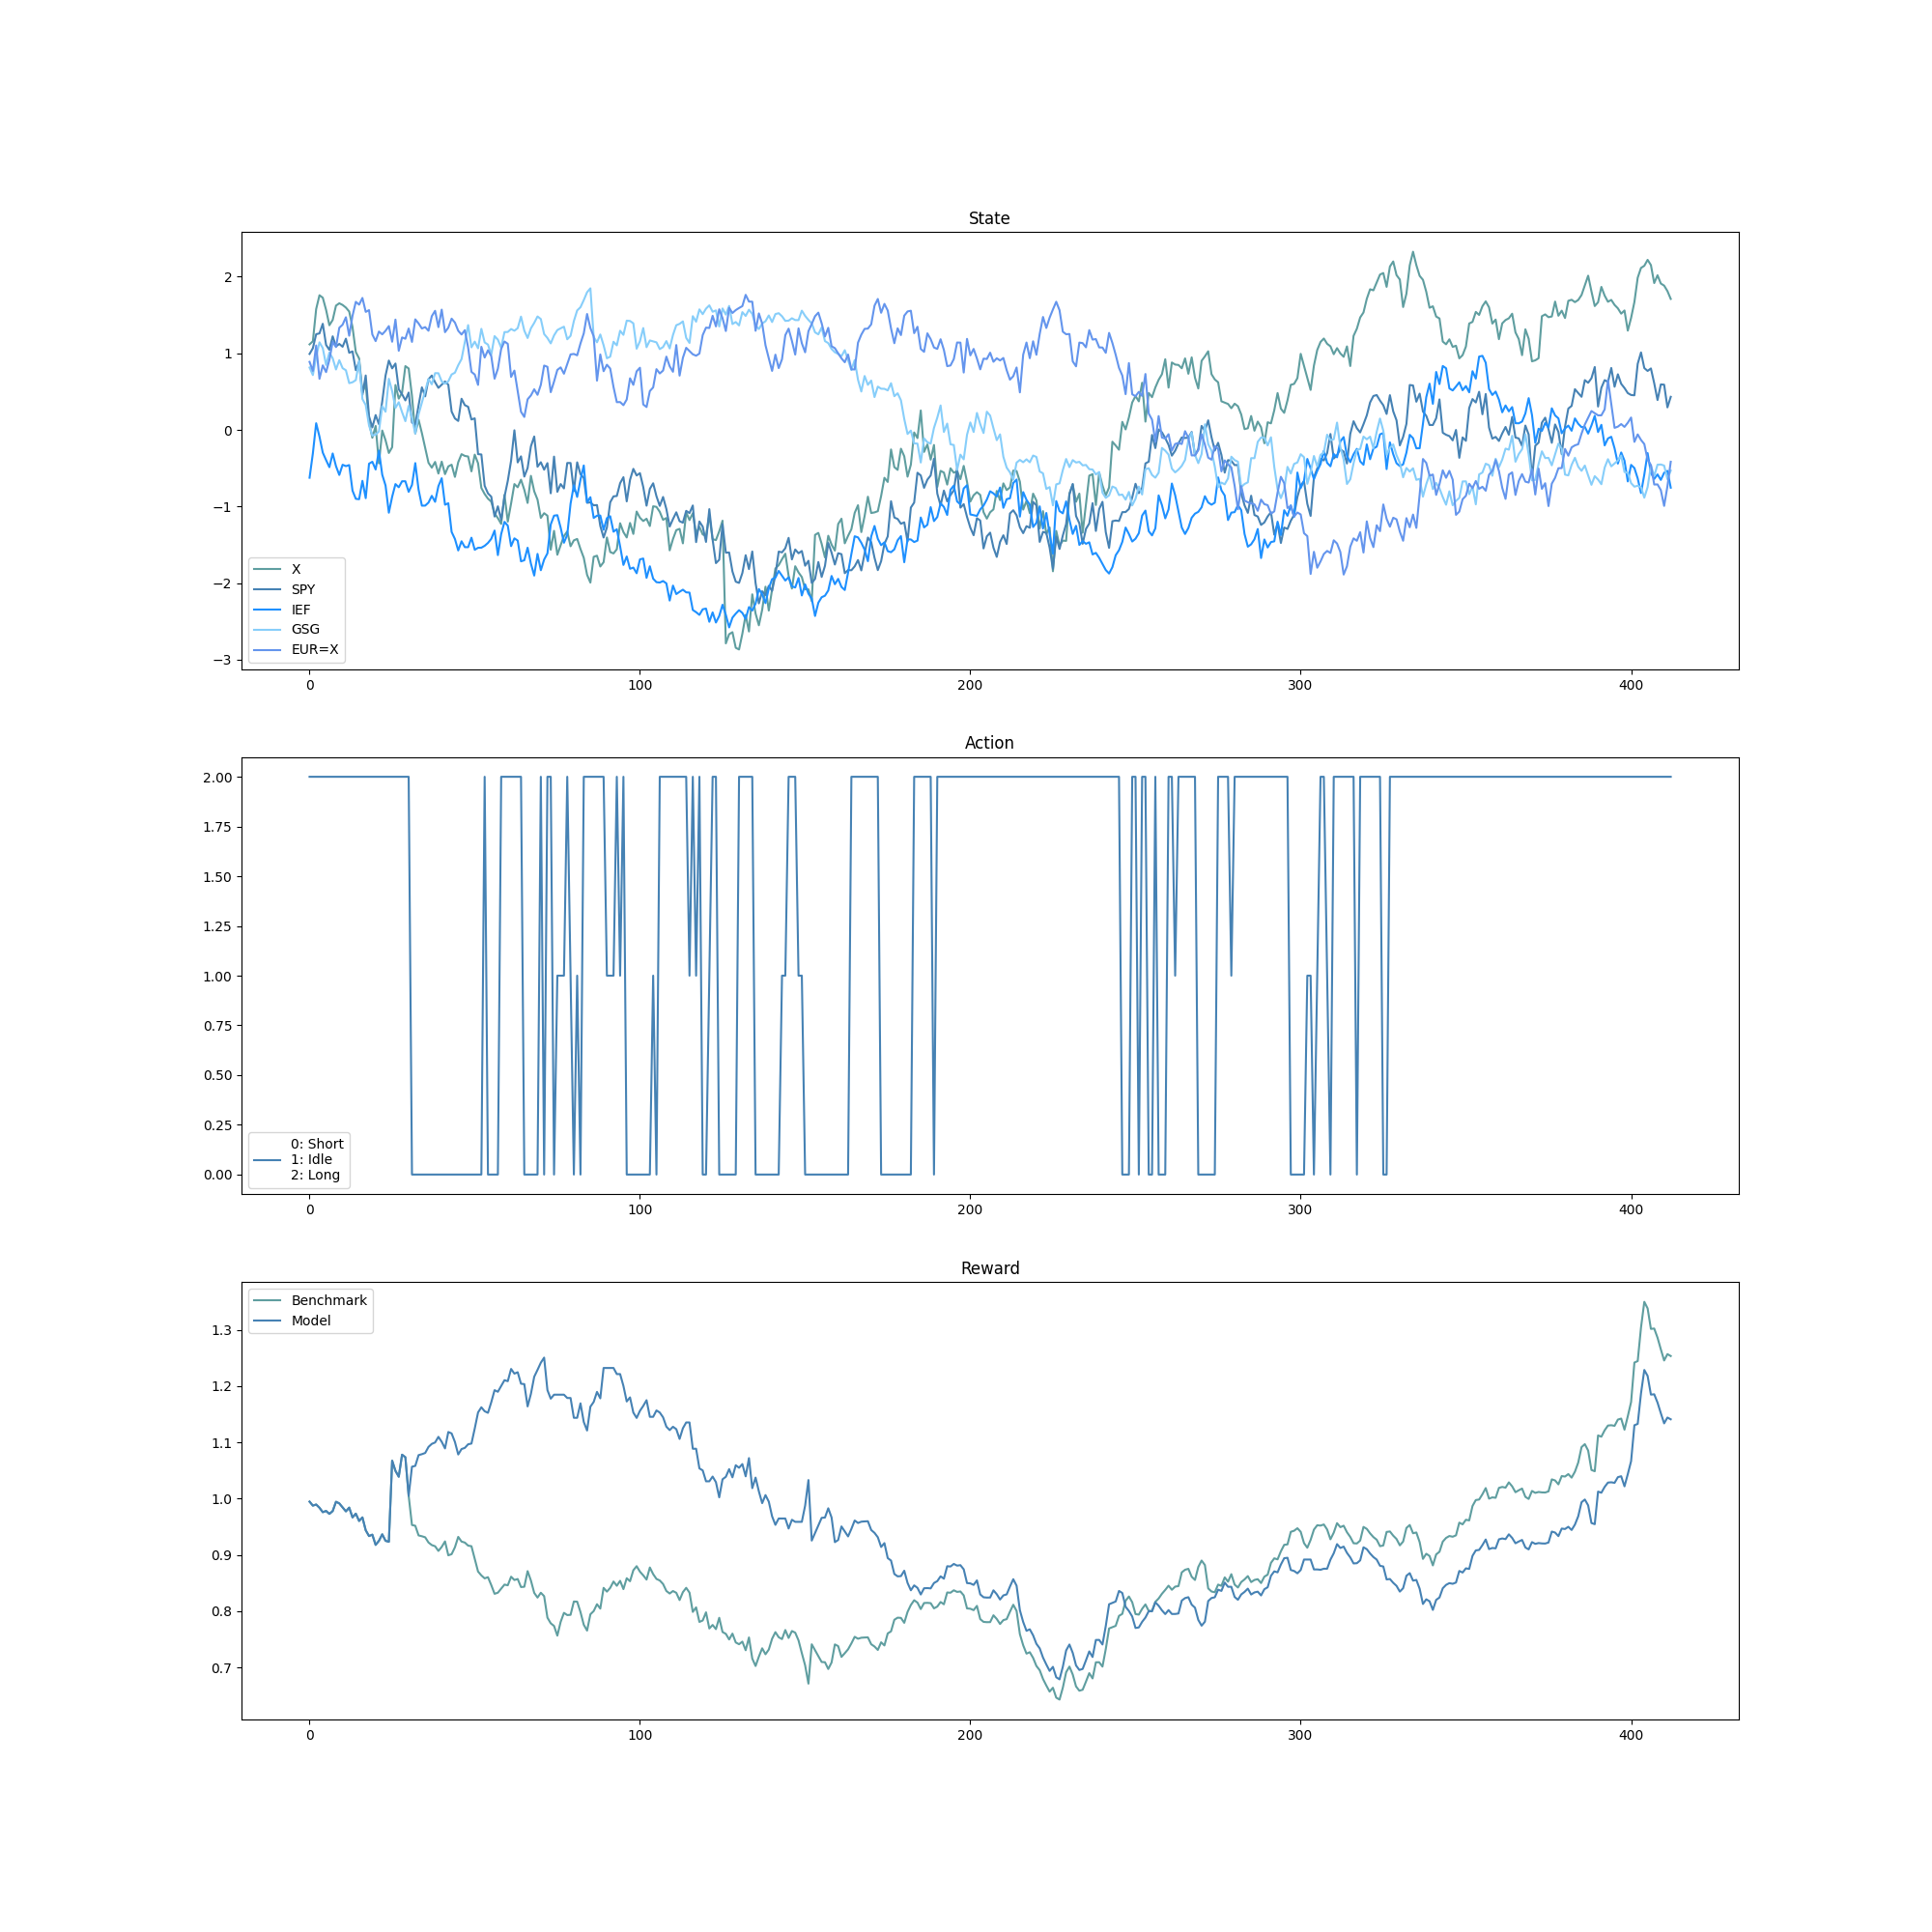 State
2
1
0
−1
−2
−3
X
SPY
IEF
GSG
EUR=X
0 100 200 300 400
Action
2.00
1.75
1.50
1.25
1.00
0.75
0.50
0.25
0.00
0: Short
1: Idle
2: Long
0 100 200 300 400
Reward
Benchmark
Model
1.3
1.2
1.1
1.0
0.9
0.8
0.7
0 100 200 300 400